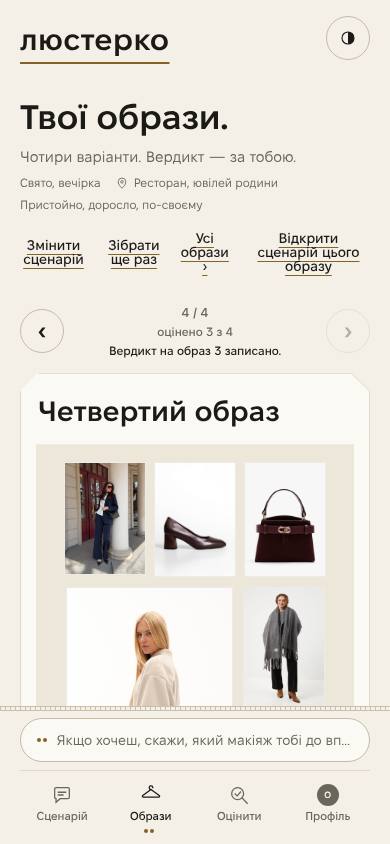 люстерко
Твої образи.
Чотири варіанти. Вердикт — за тобою.
Свято, вечірка Ресторан, ювілей родини
Пристойно, доросло, по-своєму
Змінити
сценарій
Зібрати
ще раз
Усі
образи
›
Відкрити
сценарій цього
образу
‹
4 / 4
оцінено 3 з 4
Вердикт на образ 3 записано.
›
Четвертий образ
Якщо хочеш, скажи, який макіяж тобі до вп...
Сценарій
Образи
Оцінити
О
Профіль